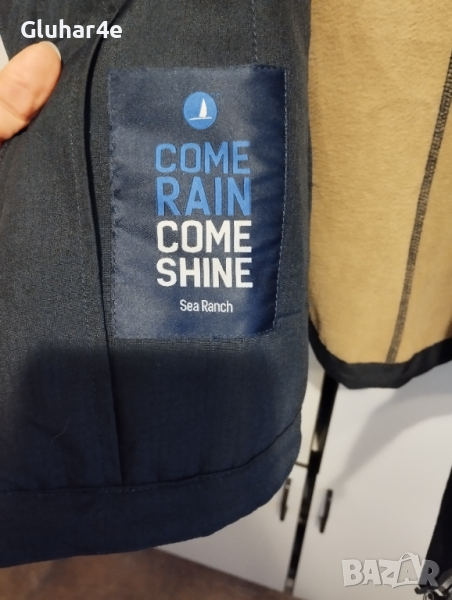 Gluhar4e
COME
RAIN
COME
SHINE
Sea Ranch
BAZAR